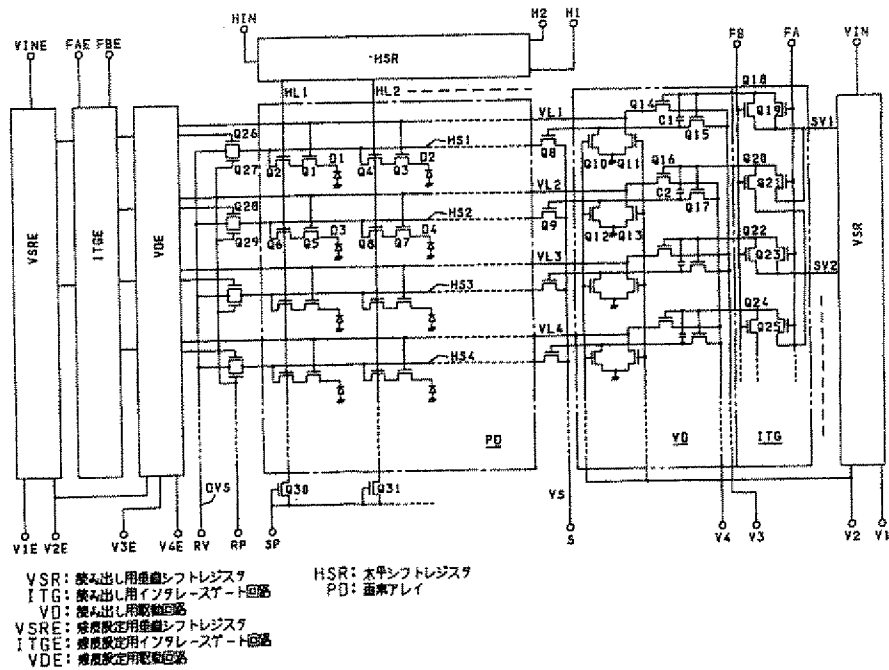 HIN
H2
H1
VINE
FAE
FBE
HSR
FB
FA
VIN
HL1
HL2
VL1
Q14
Q18
Q19
SV1
Q26
HS1
C1
Q15
Q2
Q1
D1
Q4
Q3
D2
Q8
Q10
Q11
Q16
Q20
Q27
VL2
Q21
Q28
HS2
C2
Q17
VSRE
ITGE
VDE
Q29
Q6
Q5
D3
Q8
Q7
D4
Q9
Q12
Q13
Q22
VSR
VL3
Q23
SV2
HS3
VL4
Q24
Q25
HS4
PD
VD
ITG
Q30
Q31
VS
V1E
V2E
V3E
V4E
RV
RP
SP
S
V4
V3
V2
V1
VSR: 読み出し用垂直シフトレジスタ
ITG: 読み出し用インタレースゲート回路
VD: 読み出し用駆動回路
VSRE: 感度設定用垂直シフトレジスタ
ITGE: 感度設定用インタレースゲート回路
VDE: 感度設定用駆動回路
HSR: 水平シフトレジスタ
PD: 画素アレイ